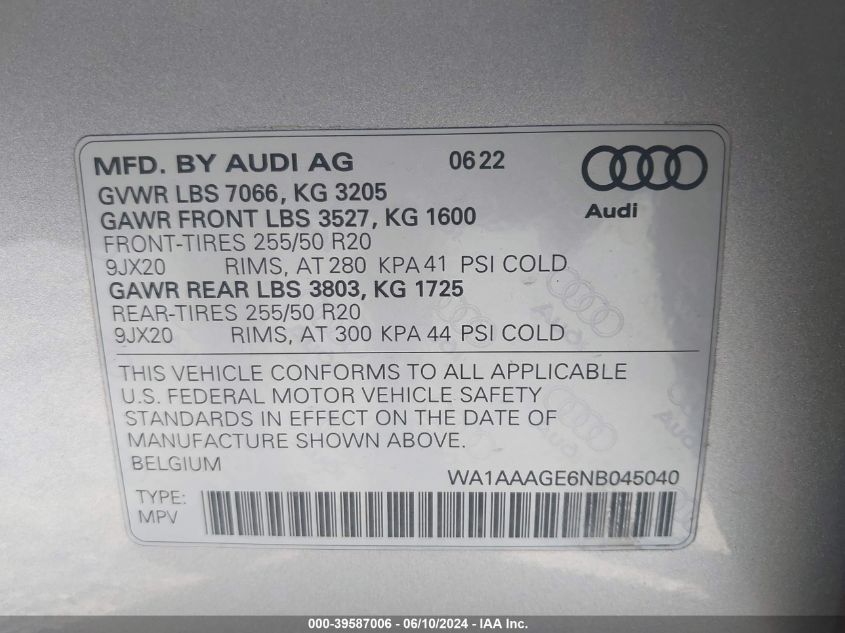 MFD. BY AUDI AG 0622
Audi
GVWR LBS 7066, KG 3205
GAWR FRONT LBS 3527, KG 1600
FRONT-TIRES 255/50 R20
9JX20 RIMS, AT 280 KPA 41 PSI COLD
GAWR REAR LBS 3803, KG 1725
REAR-TIRES 255/50 R20
9JX20 RIMS, AT 300 KPA 44 PSI COLD
THIS VEHICLE CONFORMS TO ALL APPLICABLE
U.S. FEDERAL MOTOR VEHICLE SAFETY
STANDARDS IN EFFECT ON THE DATE OF
MANUFACTURE SHOWN ABOVE.
BELGIUM
WA1AAAGE6NB045040
TYPE:
MPV
Audi
000-39587006 - 06/10/2024 - IAA Inc.